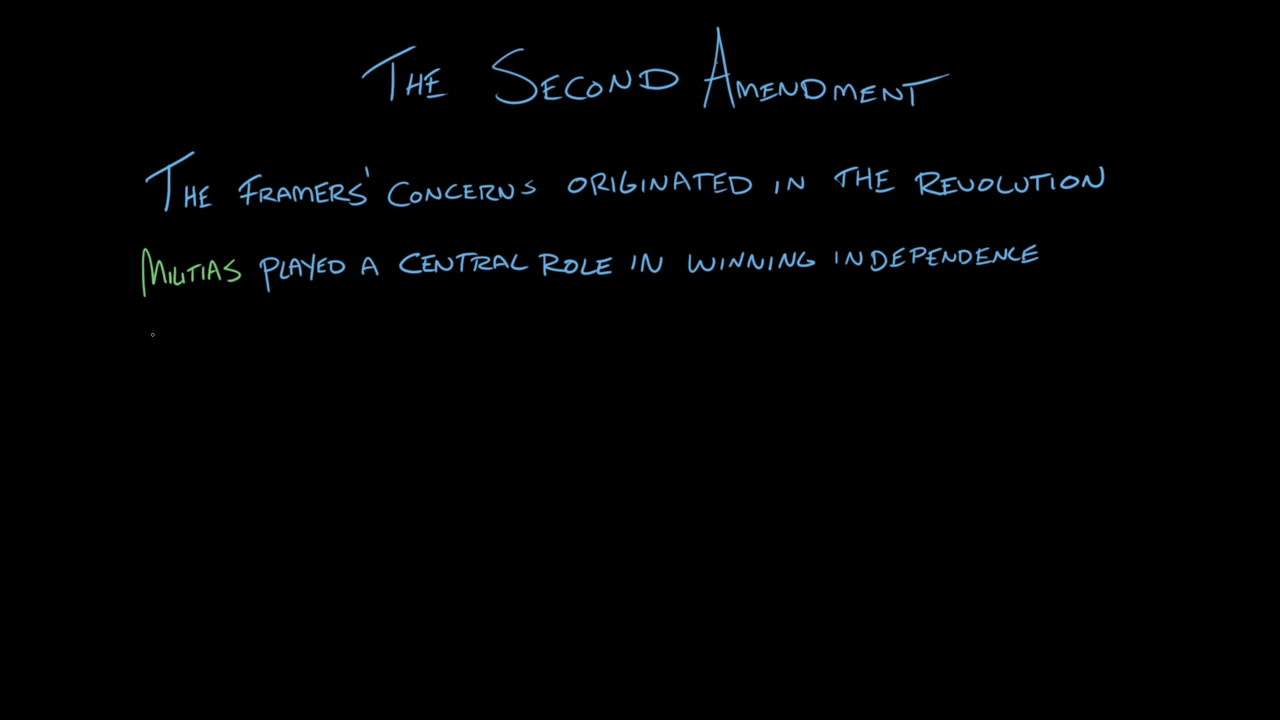 THE SECOND AMENDMENT
THE FRAMERS' CONCERNS ORIGINATED IN THE REVOLUTION
MILITIAS PLAYED A CENTRAL ROLE IN WINNING INDEPENDENCE